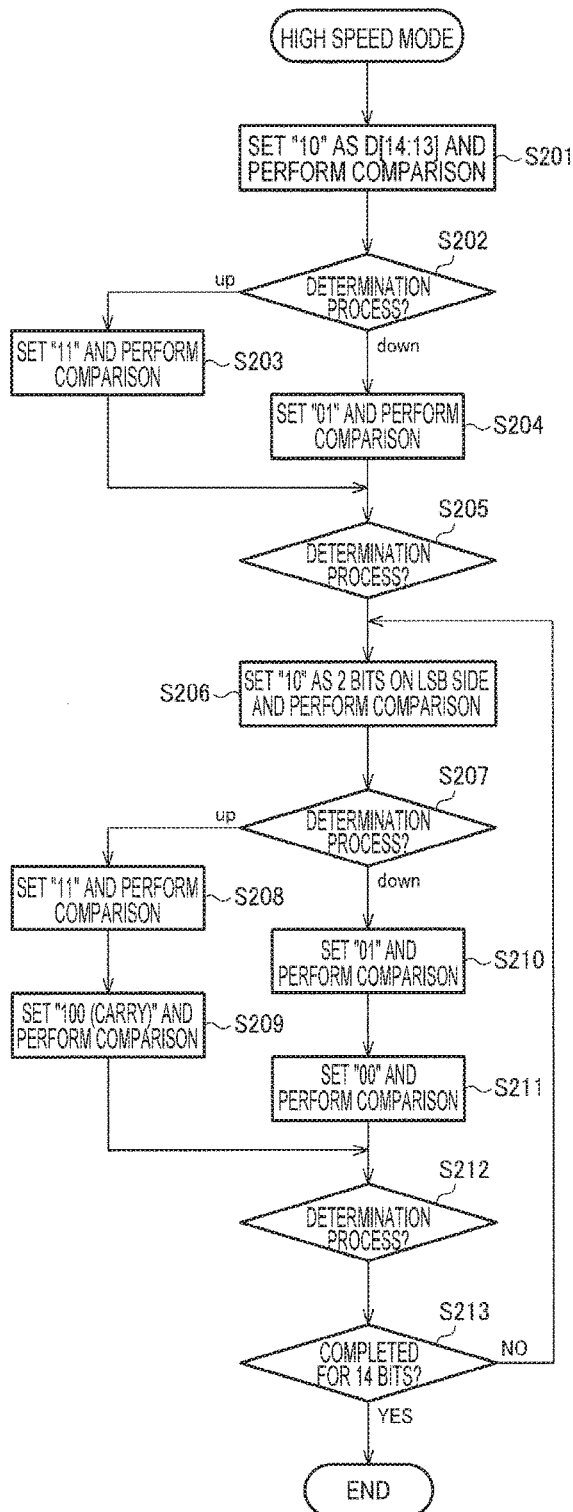 HIGH SPEED MODE
SET "10" AS D[14:13] AND
PERFORM COMPARISON
S201
S202
up
DETERMINATION
PROCESS?
down
SET "11" AND PERFORM
COMPARISON
S203
SET "01" AND PERFORM
COMPARISON
S204
S205
DETERMINATION
PROCESS?
S206
SET "10" AS 2 BITS ON LSB SIDE
AND PERFORM COMPARISON
S207
up
DETERMINATION
PROCESS?
down
SET "11" AND PERFORM
COMPARISON
S208
SET "01" AND
PERFORM COMPARISON
S210
SET "100 (CARRY)" AND
PERFORM COMPARISON
S209
SET "00" AND
PERFORM COMPARISON
S211
S212
DETERMINATION
PROCESS?
S213
COMPLETED
FOR 14 BITS?
NO
YES
END